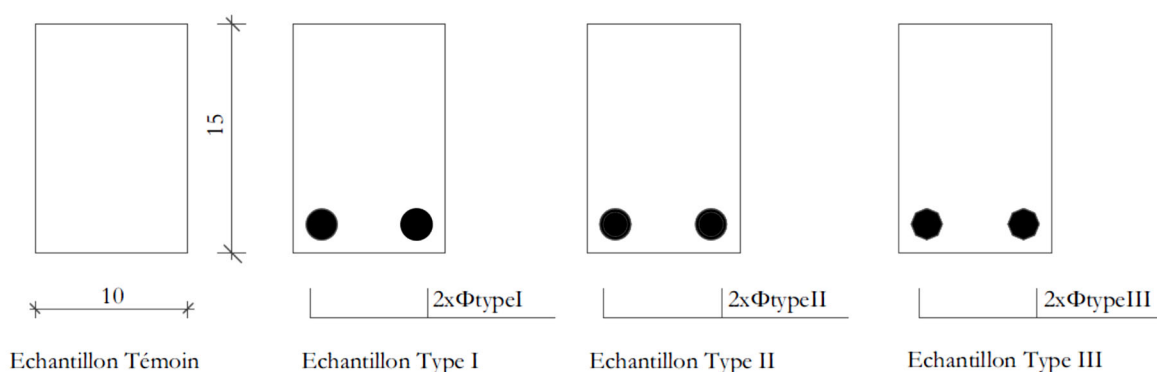 15
10
2xΦtypeI
2xΦtypeII
2xΦtypeIII
Echantillon Témoin
Echantillon Type I
Echantillon Type II
Echantillon Type III